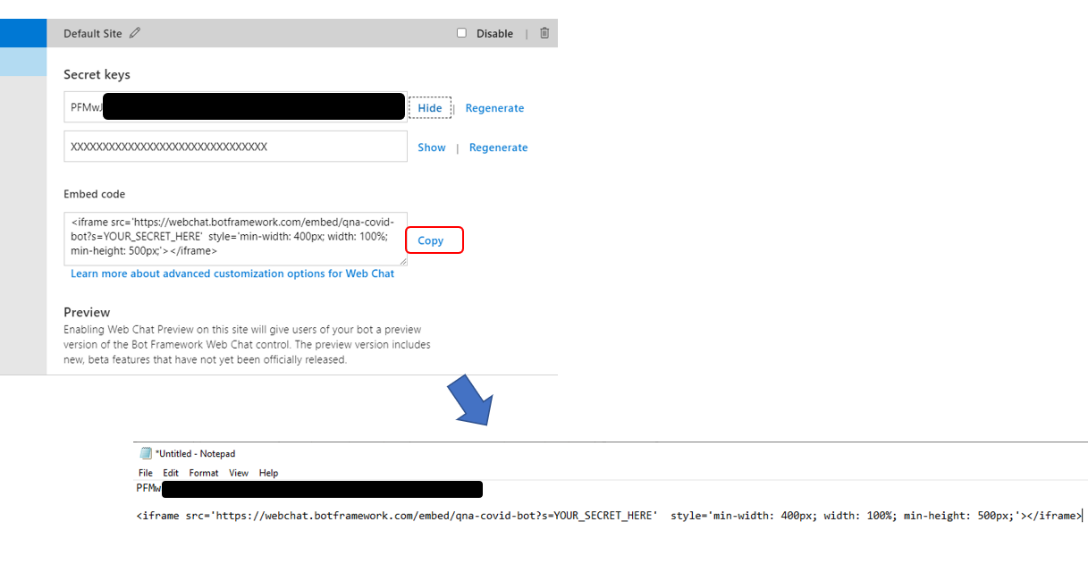 Default Site
Disable |
Secret keys
PFMwJ
Hide | Regenerate
XXXXXXXXXXXXXXXXXXXXXXXXXXXXXXXX
Show | Regenerate
Embed code
<iframe src='https://webchat.botframework.com/embed/qna-covid-
bot?s=YOUR_SECRET_HERE' style='min-width: 400px; width: 100%;
min-height: 500px;'></iframe>
Copy
Learn more about advanced customization options for Web Chat
Preview
Enabling Web Chat Preview on this site will give users of your bot a preview
version of the Bot Framework Web Chat control. The preview version includes
new, beta features that have not yet been officially released.
*Untitled - Notepad
File Edit Format View Help
PFMw
<iframe src='https://webchat.botframework.com/embed/qna-covid-bot?s=YOUR_SECRET_HERE'  style='min-width: 400px; width: 100%; min-height: 500px;'></iframe>